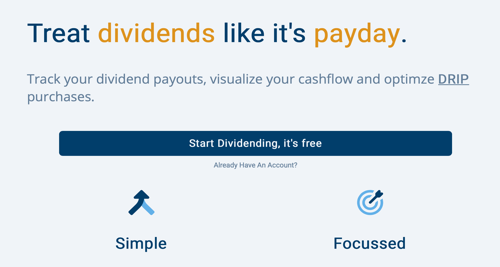 Treat dividends like it's payday.
Track your dividend payouts, visualize your cashflow and optimze DRIP
purchases.
Start Dividending, it's free
Already Have An Account?
Simple
Focussed